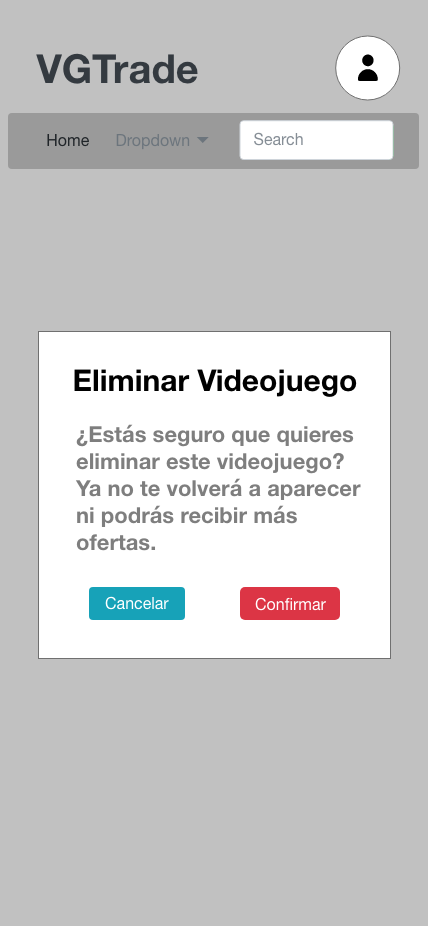 VGTrade
Home Dropdown Search
Eliminar Videojuego
¿Estás seguro que quieres
eliminar este videojuego?
Ya no te volverá a aparecer
ni podrás recibir más
ofertas.
Cancelar Confirmar